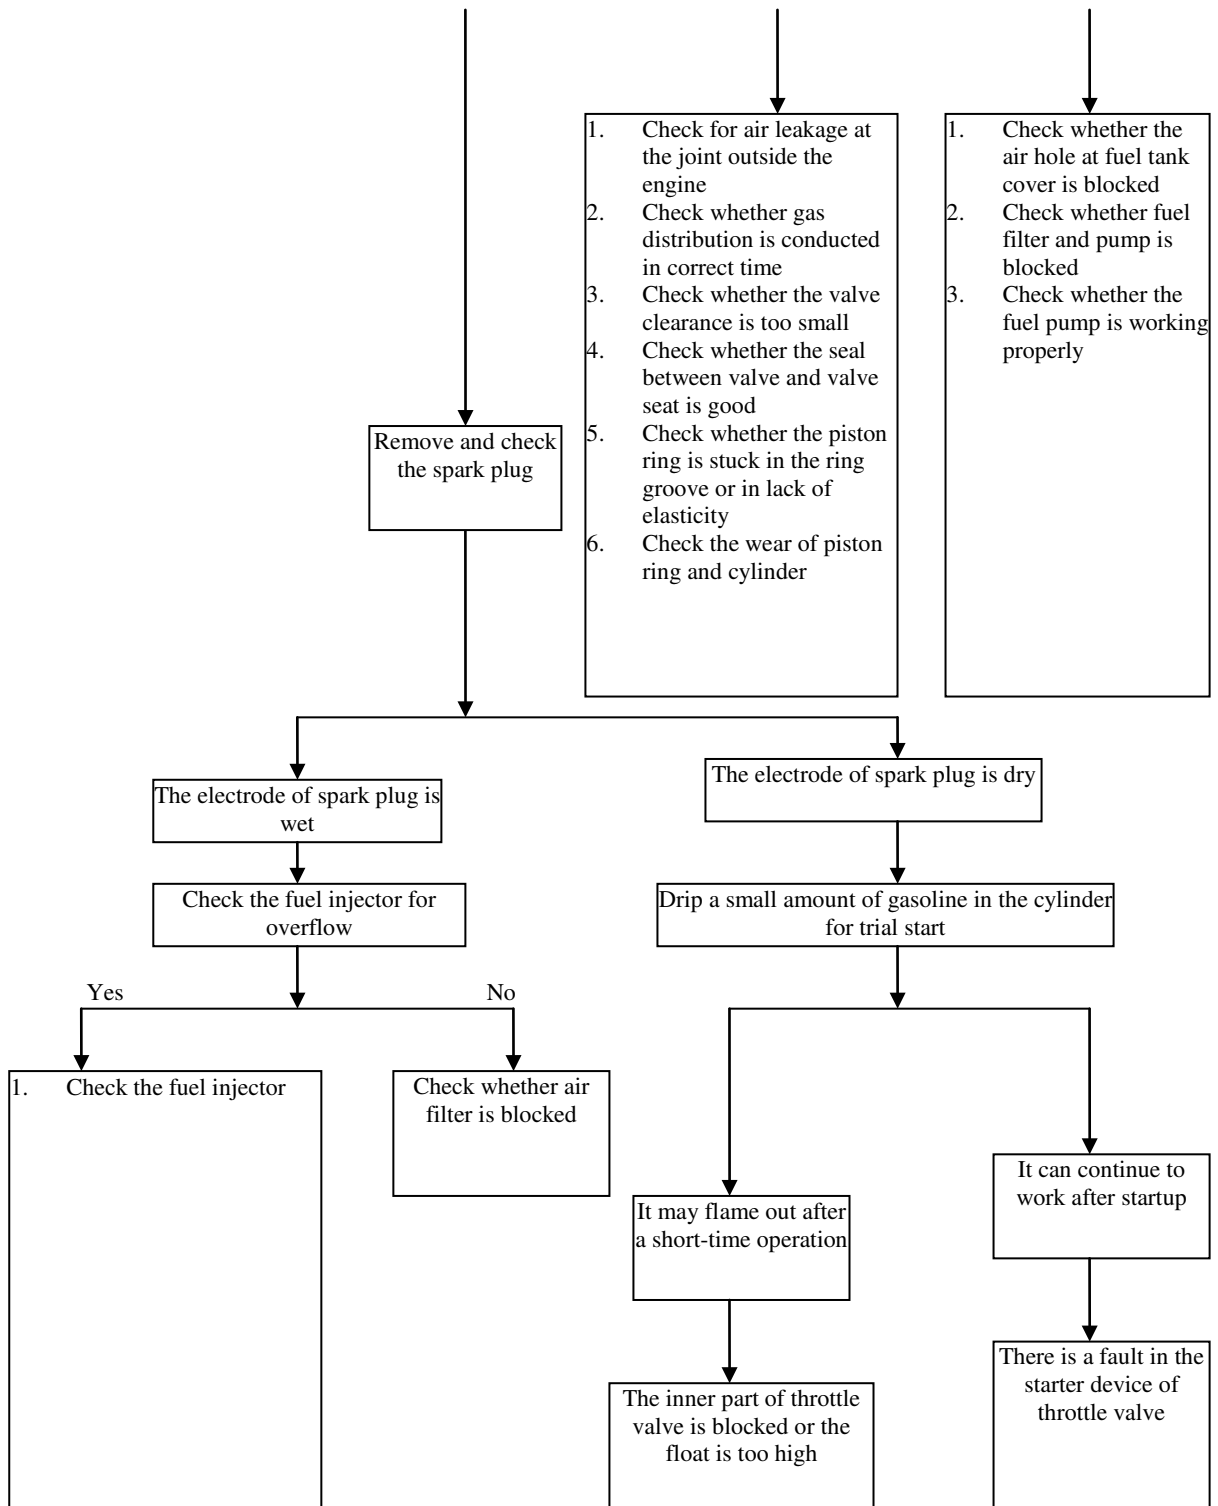 1. Check for air leakage at
the joint outside the
engine
2. Check whether gas
distribution is conducted
in correct time
3. Check whether the valve
clearance is too small
4. Check whether the seal
between valve and valve
seat is good
5. Check whether the piston
ring is stuck in the ring
groove or in lack of
elasticity
6. Check the wear of piston
ring and cylinder
1. Check whether the
air hole at fuel tank
cover is blocked
2. Check whether fuel
filter and pump is
blocked
3. Check whether the
fuel pump is working
properly
Remove and check
the spark plug
The electrode of spark plug is
wet
The electrode of spark plug is dry
Check the fuel injector for
overflow
Drip a small amount of gasoline in the cylinder
for trial start
Yes
No
1. Check the fuel injector
Check whether air
filter is blocked
It may flame out after
a short-time operation
It can continue to
work after startup
The inner part of throttle
valve is blocked or the
float is too high
There is a fault in the
starter device of
throttle valve